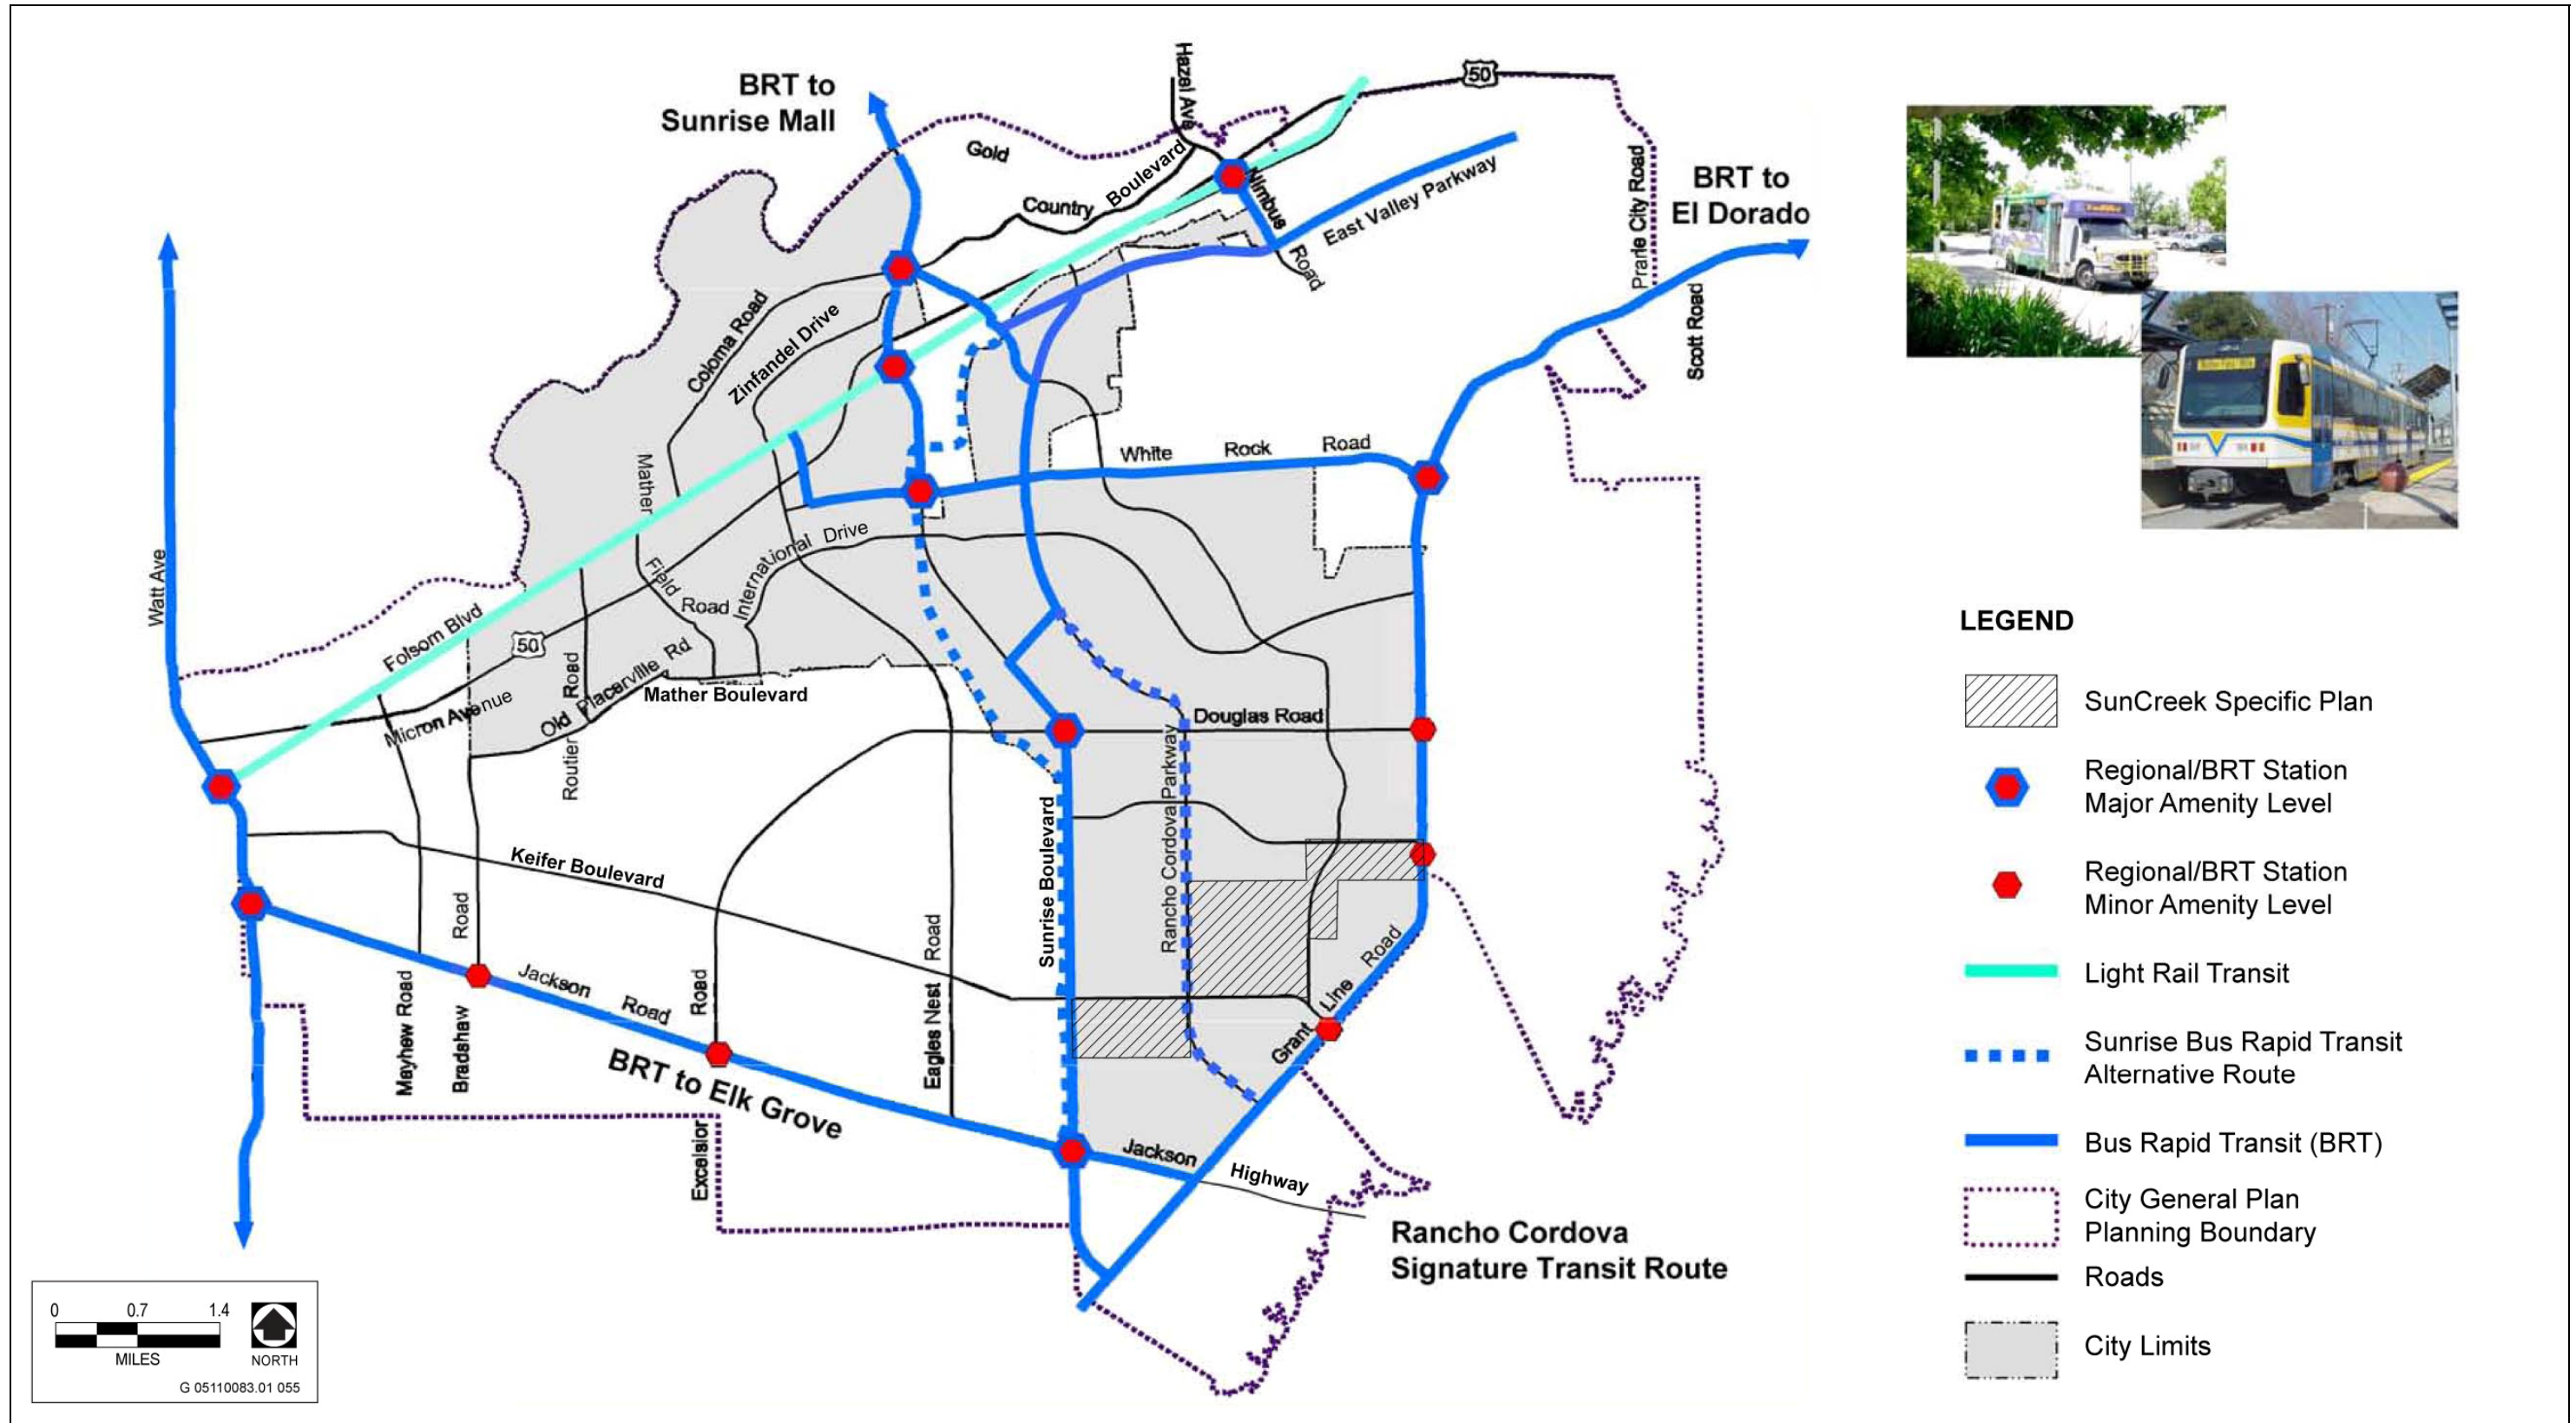 BRT to
Sunrise Mall
Hazel Ave
50
Gold
Country
Boulevard
Nimbus
Road
East Valley Parkway
Prarie City Road
BRT to
El Dorado
Scott Road
Coloma Road
Zinfandel Drive
White Rock Road
Mather
Field
Road
International Drive
Watt Ave
Folsom Blvd
50
Micron Avenue
Routier Road
Old Placerville Rd
Mather Boulevard
Douglas Road
Rancho Cordova Parkway
Sunrise Boulevard
Keifer Boulevard
Mayhew Road
Bradshaw
Road
Jackson Road
Excelsior
Road
Eagles Nest Road
BRT to Elk Grove
Grant Line Road
Jackson
Highway
Rancho Cordova
Signature Transit Route
0 0.7 1.4
MILES
NORTH
G 05110083.01 055
LEGEND
SunCreek Specific Plan
Regional/BRT Station
Major Amenity Level
Regional/BRT Station
Minor Amenity Level
Light Rail Transit
Sunrise Bus Rapid Transit
Alternative Route
Bus Rapid Transit (BRT)
City General Plan
Planning Boundary
Roads
City Limits